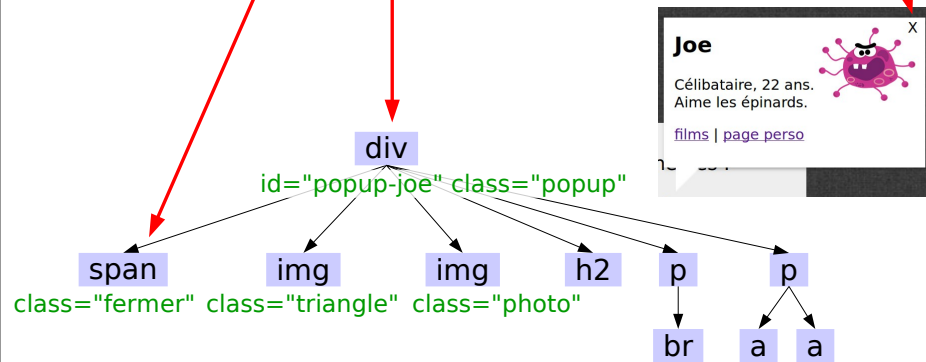 X
Joe
Célibataire, 22 ans.
Aime les épinards.
films | page perso
div
id="popup-joe" class="popup"
span img img h2 p p
class="fermer" class="triangle" class="photo"
br a a